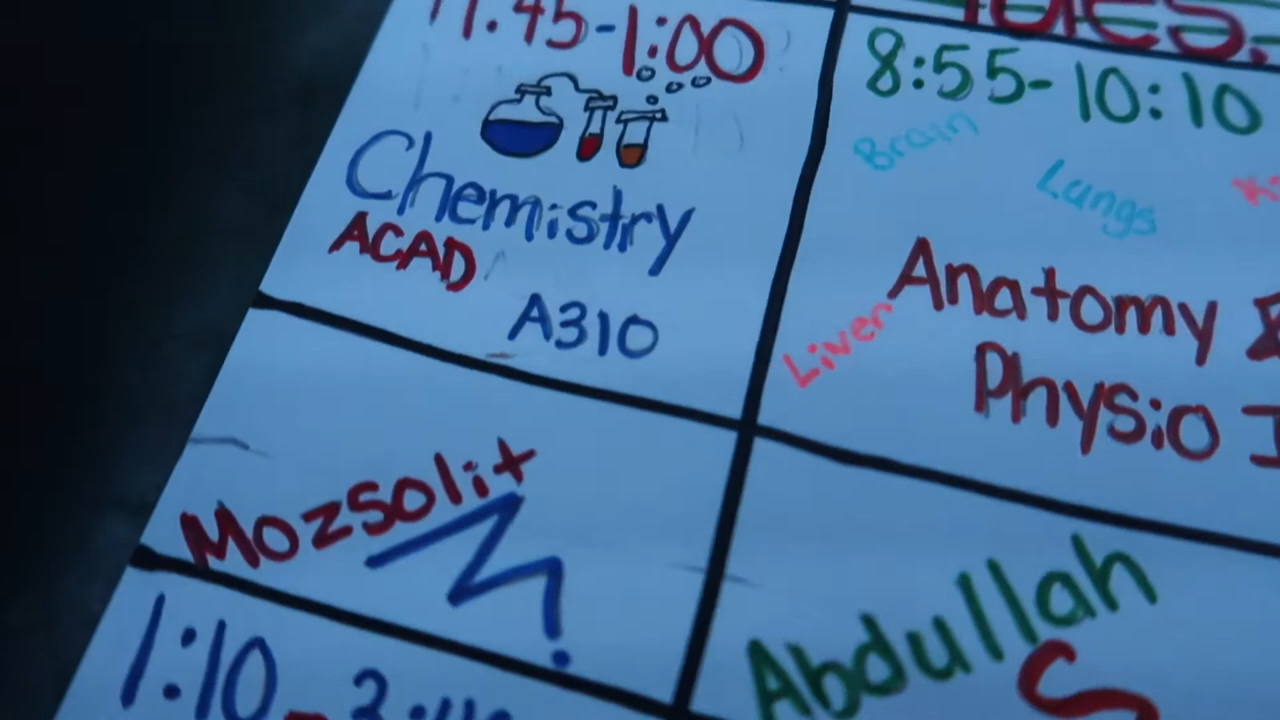 11:45-1:00
Chemistry
ACAD
A310
Mozsolit
1:10
8:55-10:10
Brain
Lungs
Liver
Anatomy &
Physio I
Abdullah